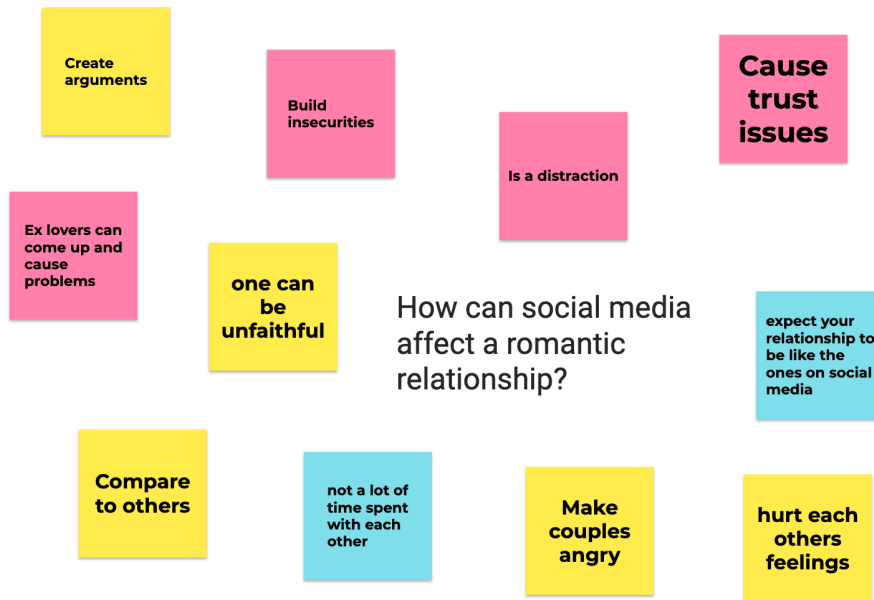 Create
arguments
Build
insecurities
Is a distraction
Cause
trust
issues
Ex lovers can
come up and
cause
problems
one can
be
unfaithful
How can social media
affect a romantic
relationship?
expect your
relationship to
be like the
ones on social
media
Compare
to others
not a lot of
time spent
with each
other
Make
couples
angry
hurt each
others
feelings